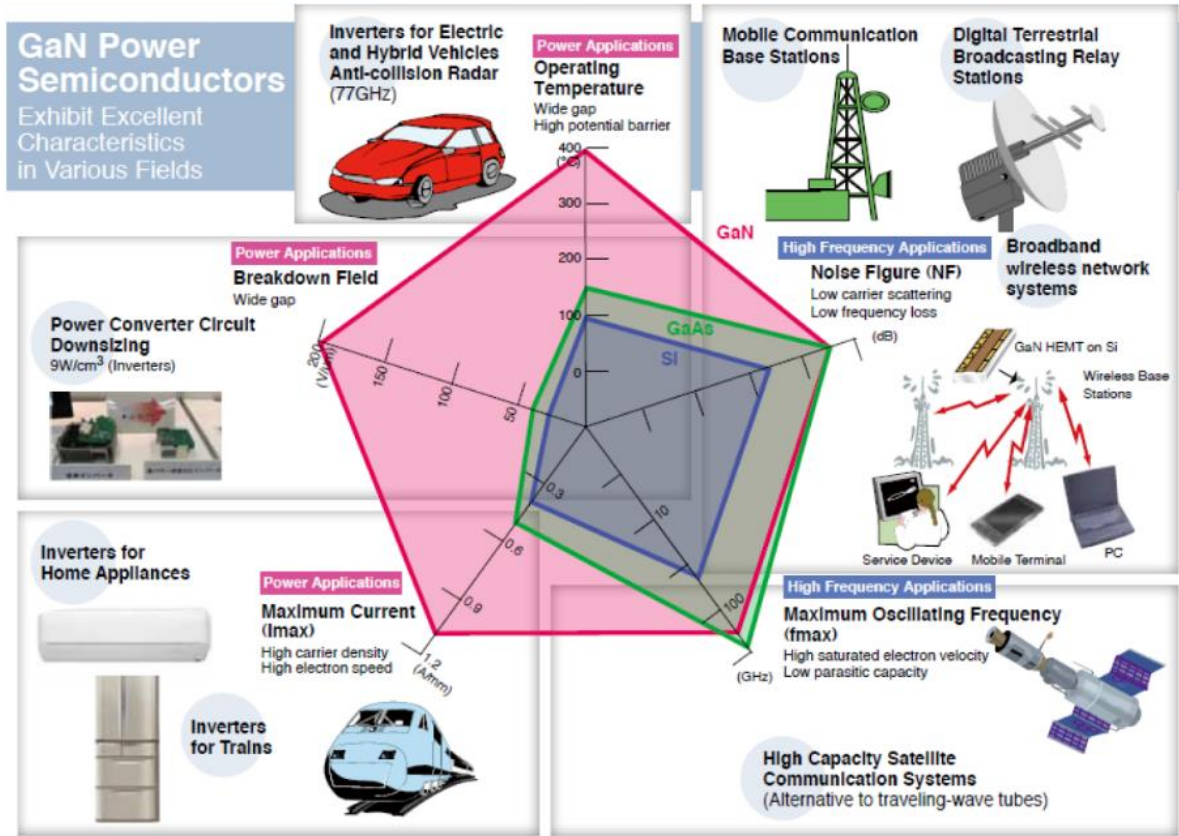 GaN Power
Semiconductors
Exhibit Excellent
Characteristics
in Various Fields
Inverters for Electric
and Hybrid Vehicles
Anti-collision Radar
(77GHz)
Power Applications
Operating
Temperature
Wide gap
High potential barrier
400
(°C)
300
200
100
0
Mobile Communication
Base Stations
Digital Terrestrial
Broadcasting Relay
Stations
GaN
GaAs
Si
High Frequency Applications
Noise Figure (NF)
Low carrier scattering
Low frequency loss
(dB)
Broadband
wireless network
systems
GaN HEMT on Si
Wireless Base
Stations
Service Device
Mobile Terminal
PC
Power Applications
Breakdown Field
Wide gap
200
150
100
50
Power Converter Circuit
Downsizing
9W/cm³ (Inverters)
Inverters for
Home Appliances
Power Applications
Maximum Current
(Imax)
High carrier density
High electron speed
0.3
0.6
0.9
1.2
(A/mm)
Inverters
for Trains
High Frequency Applications
Maximum Oscillating Frequency
(fmax)
High saturated electron velocity
Low parasitic capacity
10
100
(GHz)
High Capacity Satellite
Communication Systems
(Alternative to traveling-wave tubes)